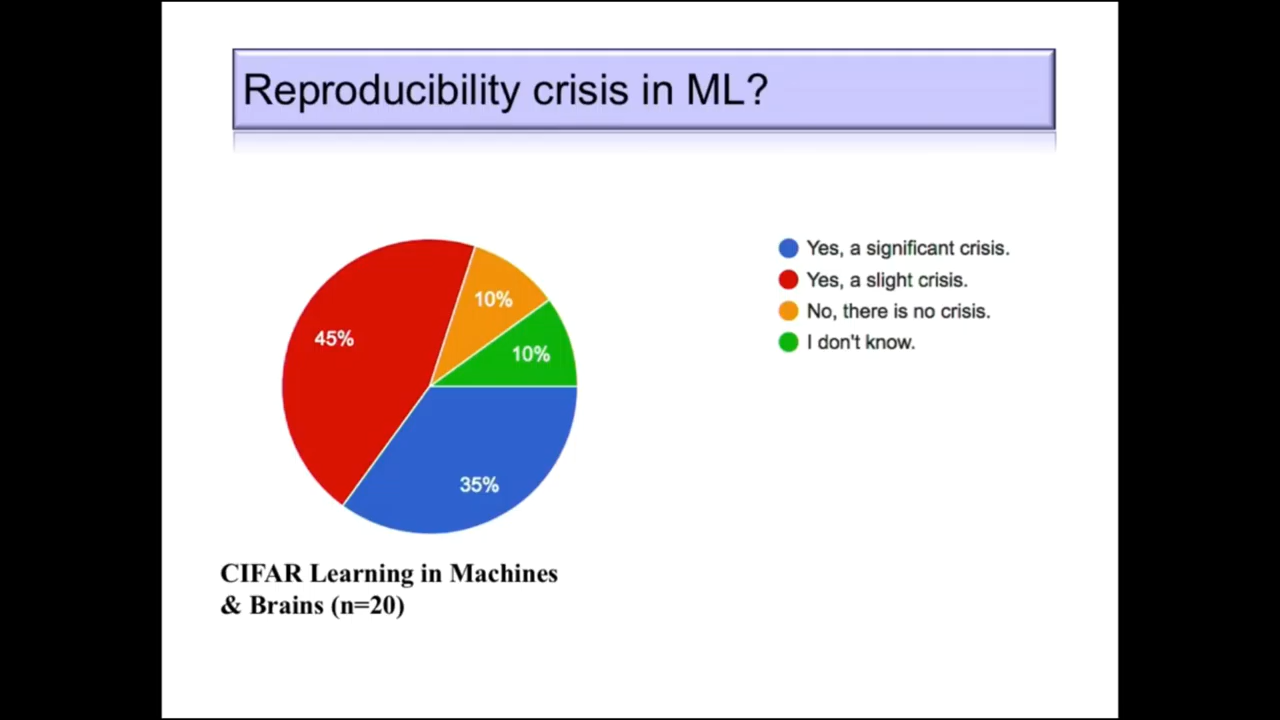 Reproducibility crisis in ML?
Yes, a significant crisis.
Yes, a slight crisis.
No, there is no crisis.
I don't know.
10%
45%
10%
35%
CIFAR Learning in Machines
& Brains (n=20)